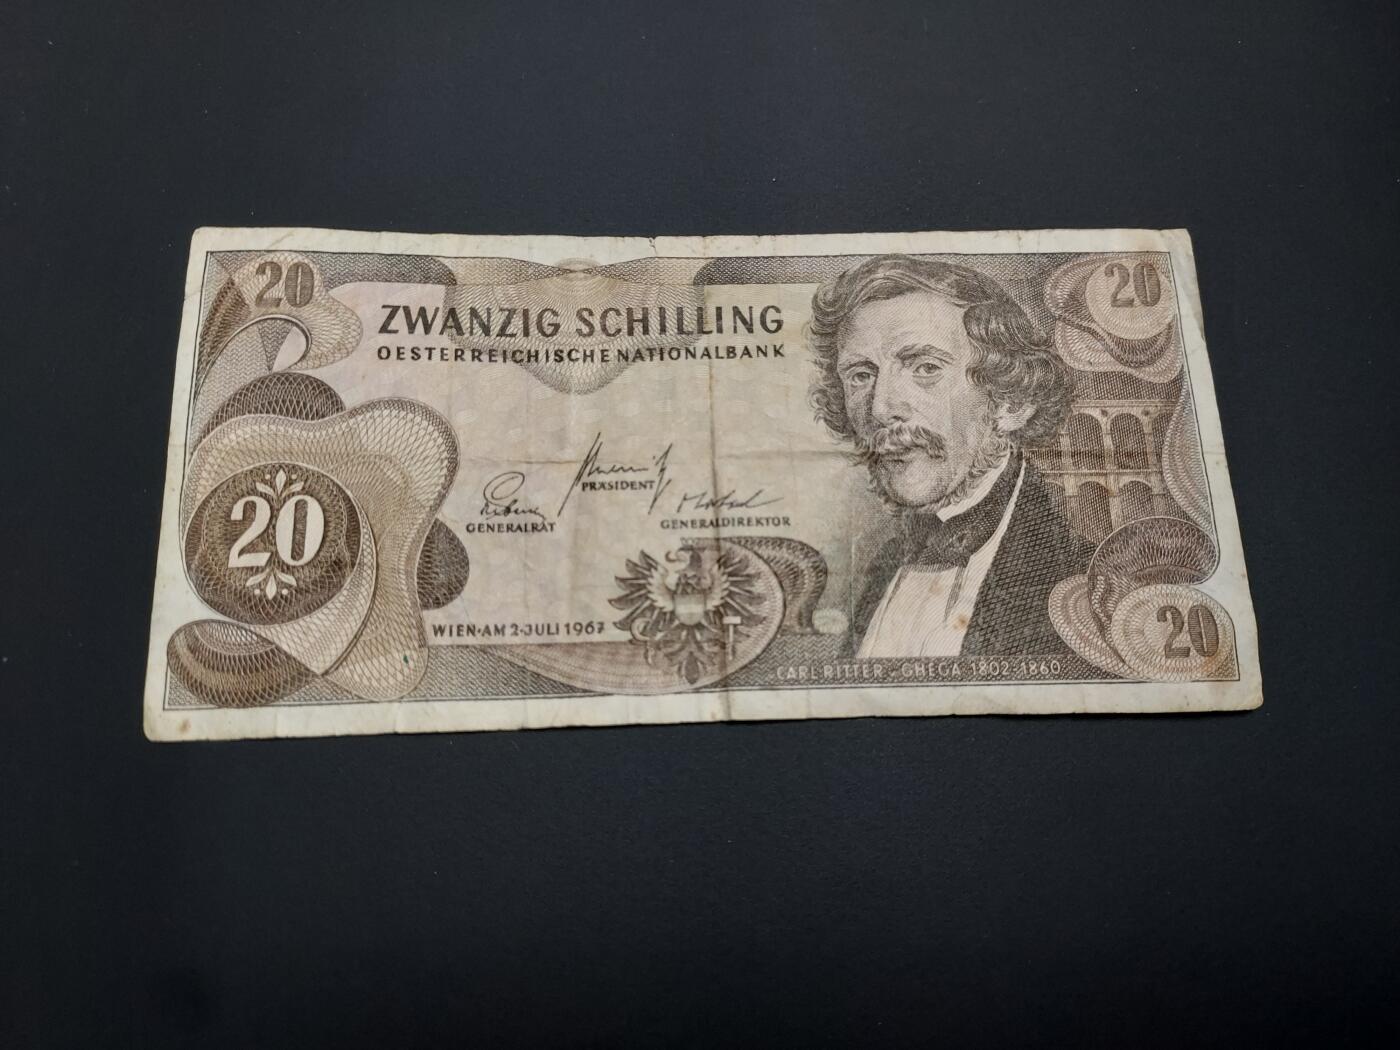 20
20
ZWANZIG SCHILLING
OESTERREICHISCHE NATIONALBANK
PRÄSIDENT
GENERALRAT
GENERALDIREKTOR
20
WIEN·AM 2·JULI 1967
20
CARL RITTER v. GHEGA 1802-1860